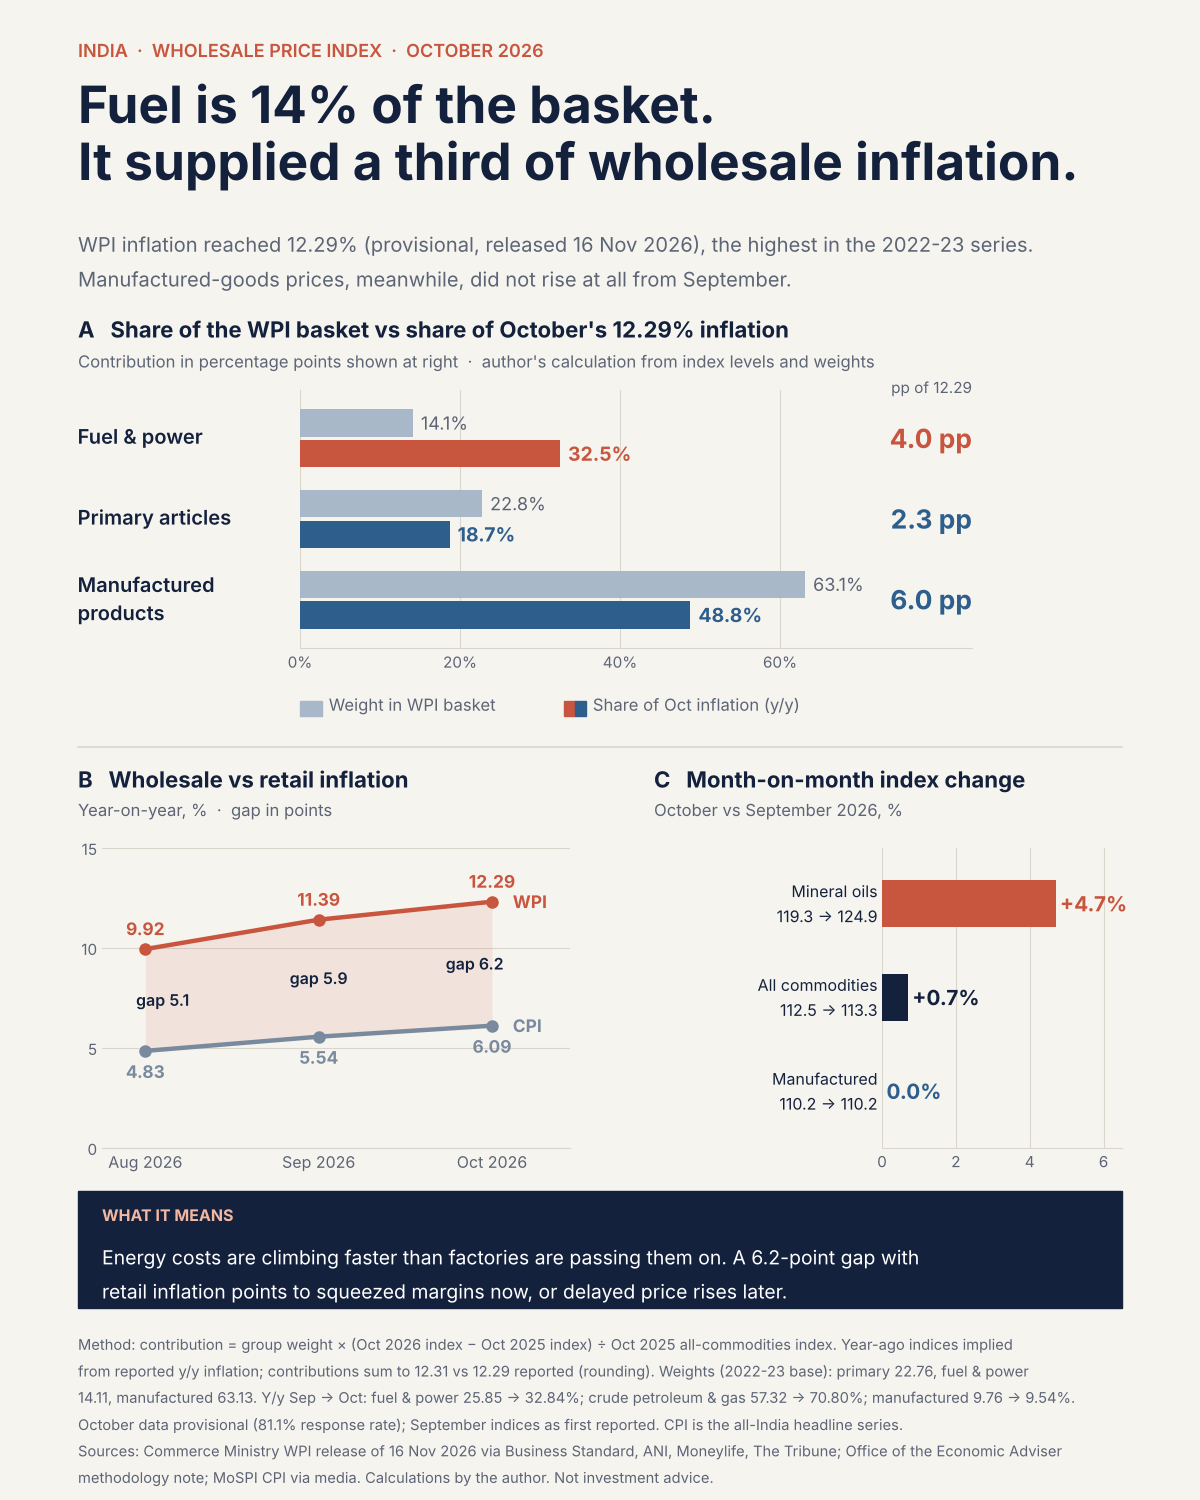 INDIA · WHOLESALE PRICE INDEX · OCTOBER 2026
Fuel is 14% of the basket.
It supplied a third of wholesale inflation.
WPI inflation reached 12.29% (provisional, released 16 Nov 2026), the highest in the 2022-23 series.
Manufactured-goods prices, meanwhile, did not rise at all from September.
A Share of the WPI basket vs share of October's 12.29% inflation
Contribution in percentage points shown at right · author's calculation from index levels and weights
pp of 12.29
Fuel & power
14.1%
32.5%
4.0 pp
Primary articles
22.8%
18.7%
2.3 pp
Manufactured
products
63.1%
48.8%
6.0 pp
0% 20% 40% 60%
Weight in WPI basket Share of Oct inflation (y/y)
B Wholesale vs retail inflation
Year-on-year, % · gap in points
15
10
5
0
9.92
11.39
12.29
WPI
gap 5.1
gap 5.9
gap 6.2
CPI
4.83
5.54
6.09
Aug 2026 Sep 2026 Oct 2026
C Month-on-month index change
October vs September 2026, %
Mineral oils
119.3 → 124.9
+4.7%
All commodities
112.5 → 113.3
+0.7%
Manufactured
110.2 → 110.2
0.0%
0 2 4 6
WHAT IT MEANS
Energy costs are climbing faster than factories are passing them on. A 6.2-point gap with
retail inflation points to squeezed margins now, or delayed price rises later.
Method: contribution = group weight × (Oct 2026 index − Oct 2025 index) ÷ Oct 2025 all-commodities index. Year-ago indices implied
from reported y/y inflation; contributions sum to 12.31 vs 12.29 reported (rounding). Weights (2022-23 base): primary 22.76, fuel & power
14.11, manufactured 63.13. Y/y Sep → Oct: fuel & power 25.85 → 32.84%; crude petroleum & gas 57.32 → 70.80%; manufactured 9.76 → 9.54%.
October data provisional (81.1% response rate); September indices as first reported. CPI is the all-India headline series.
Sources: Commerce Ministry WPI release of 16 Nov 2026 via Business Standard, ANI, Moneylife, The Tribune; Office of the Economic Adviser
methodology note; MoSPI CPI via media. Calculations by the author. Not investment advice.